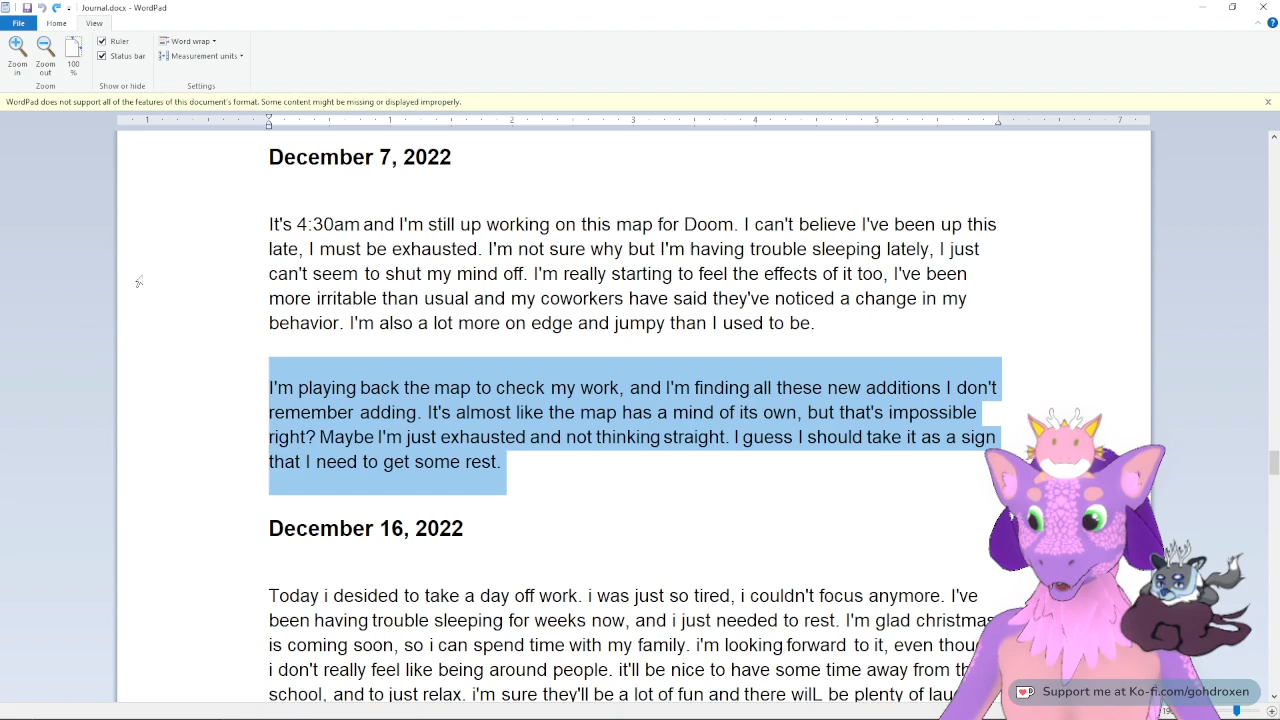 Journal.docx - WordPad
File Home View
Zoom in
Zoom out
100 %
Ruler
Status bar
Word wrap
Measurement units
Zoom Show or hide Settings
WordPad does not support all of the features of this document's format. Some content might be missing or displayed improperly.
1 1 2 3 4 5 7
December 7, 2022
It's 4:30am and I'm still up working on this map for Doom. I can't believe I've been up this
late, I must be exhausted. I'm not sure why but I'm having trouble sleeping lately, I just
can't seem to shut my mind off. I'm really starting to feel the effects of it too, I've been
more irritable than usual and my coworkers have said they've noticed a change in my
behavior. I'm also a lot more on edge and jumpy than I used to be.
I'm playing back the map to check my work, and I'm finding all these new additions I don't
remember adding. It's almost like the map has a mind of its own, but that's impossible
right? Maybe I'm just exhausted and not thinking straight. I guess I should take it as a sign
that I need to get some rest.
December 16, 2022
Today i desided to take a day off work. i was just so tired, i couldn't focus anymore. I've
been having trouble sleeping for weeks now, and i just needed to rest. I'm glad christmas
is coming soon, so i can spend time with my family. i'm looking forward to it, even thou
i don't really feel like being around people. it'll be nice to have some time away from
school, and to just relax. i'm sure they'll be a lot of fun and there wilL be plenty of
Support me at Ko-fi.com/gohdroxen